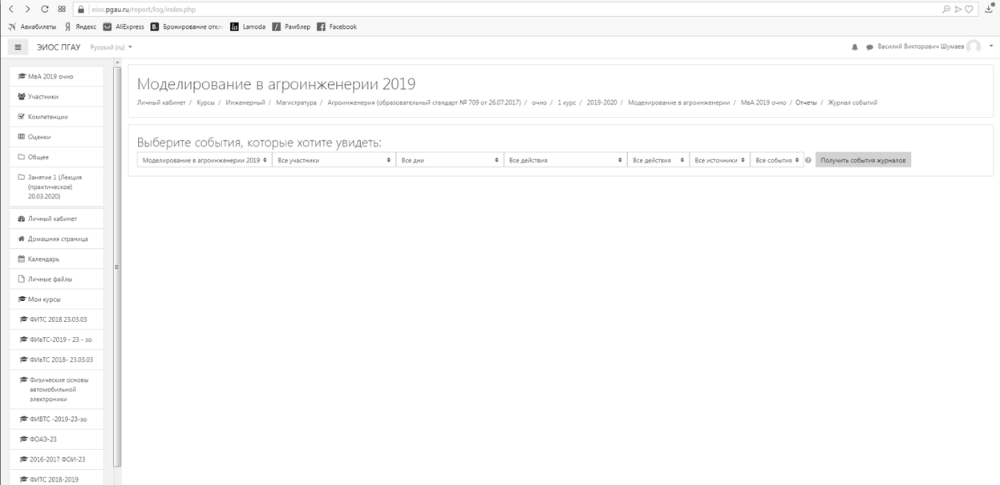 eios.pgau.ru/report/log/index.php
Авиабилеты Яндекс AliExpress B. Бронирование отеле la Lamoda Рамблер Facebook
ЭИОС ПГАУ Русский (ru) Василий Викторович Шумаев
МвА 2019 очно
Участники
Компетенции
Оценки
Общее
Занятие 1 (Лекция
(практическое)
20.03.2020)
Личный кабинет
Домашняя страница
Календарь
Личные файлы
Мои курсы
ФИТС 2018 23.03.03
ФИвТС-2019 - 23 - зо
ФИвТС 2018- 23.03.03
Физические основы
автомобильной
электроники
ФИВТС -2019-23-зо
ФОАЭ-23
2016-2017 ФОИ-23
ФИТС 2018-2019
Моделирование в агроинженерии 2019
Личный кабинет / Курсы / Инженерный / Магистратура / Агроинженерия (образовательный стандарт № 709 от 26.07.2017) / очно / 1 курс / 2019-2020 / Моделирование в агроинженерии / МвА 2019 очно / Отчеты / Журнал событий
Выберите события, которые хотите увидеть:
Моделирование в агроинженерии 2019 Все участники Все дни Все действия Все действия Все источники Все события Получить события журналов